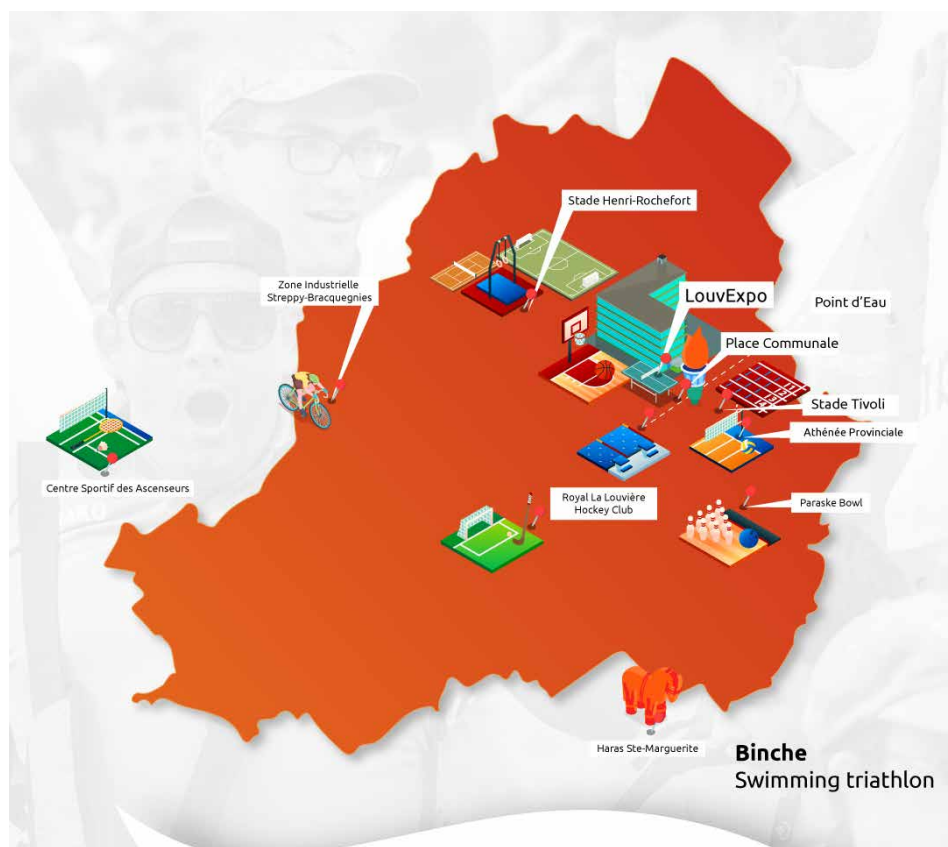 Stade Henri-Rochefort
Zone Industrielle
Streppy-Bracquegnies
LouvExpo
Point d'Eau
Place Communale
Stade Tivoli
Athénée Provinciale
Centre Sportif des Ascenseurs
Royal La Louvière
Hockey Club
Paraske Bowl
Haras Ste-Marguerite
Binche
Swimming triathlon